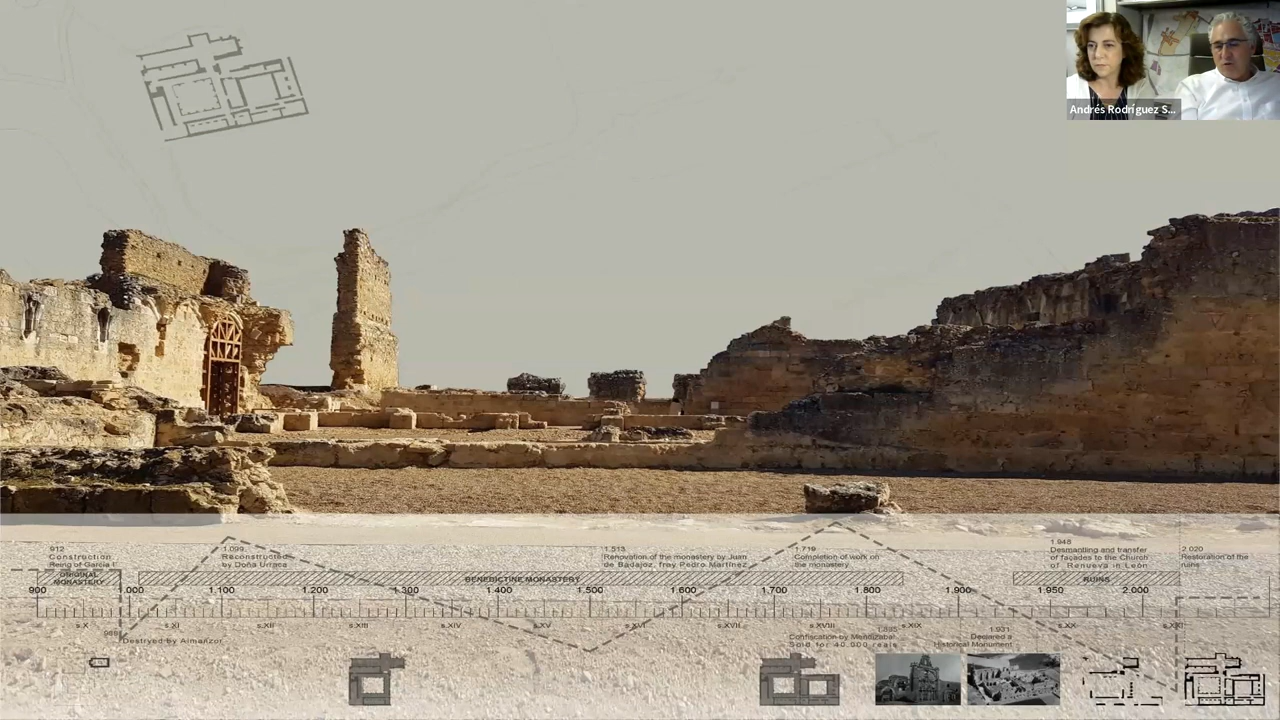 Andrés Rodríguez S...
912
Construction
Reing of García I
1.099
Reconstructed
by Doña Urraca
1.513
Renovation of the monastery by Juan
de Badajoz, fray Pedro Martínez
1.719
Completion of work on
the monastery
1.948
Desmantling and transfer
of façades to the Church
of Renueva in León
2.020
Restoration of the
ruins
ORIGINAL
MONASTERY
BENEDICTINE MONASTERY
RUINS
900 1.000 1.100 1.200 1.300 1.400 1.500 1.600 1.700 1.800 1.900 1.950 2.000
s.X s.XI s.XII s.XIII s.XIV s.XV s.XVI s.XVII s.XVIII s.XIX s.XX s.XXI
Destryed by Almanzor
Confiscation by Mendizabal
Sold for 40.000 reals
1.931
Declared a
Historical Monument